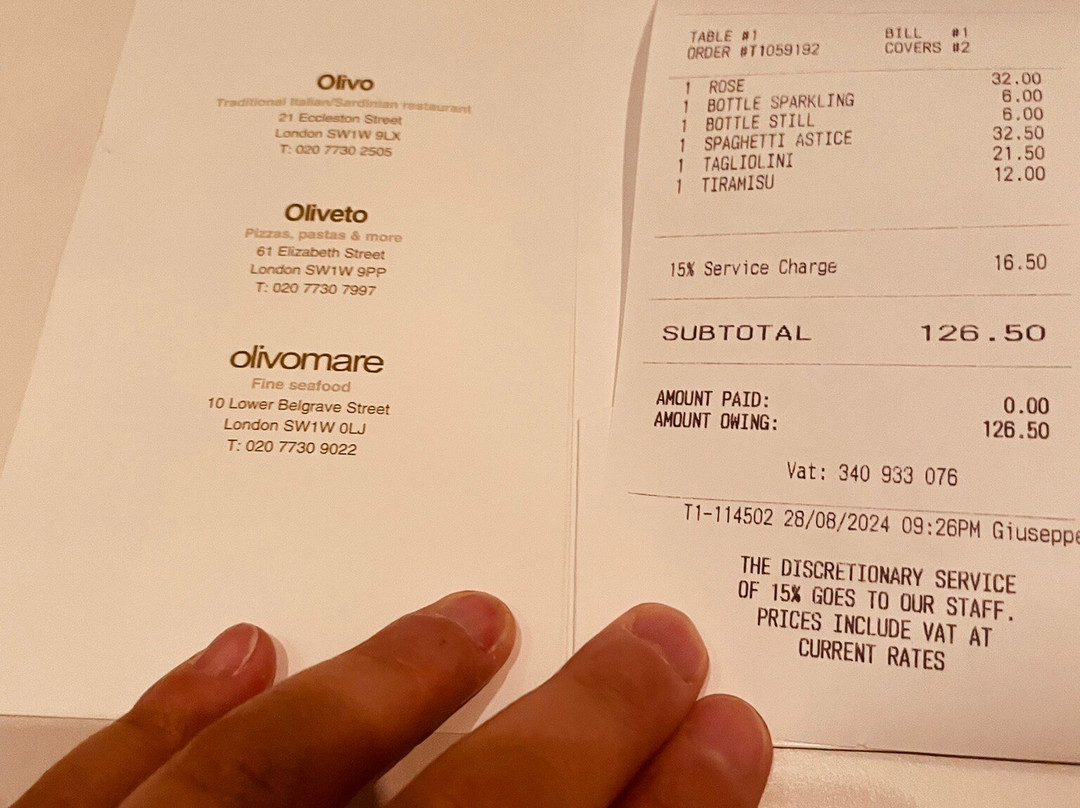 Olivo
Traditional Italian/Sardinian restaurant
21 Eccleston Street
London SW1W 9LX
T: 020 7730 2505
Oliveto
Pizzas, pastas & more
61 Elizabeth Street
London SW1W 9PP
T: 020 7730 7997
olivomare
Fine seafood
10 Lower Belgrave Street
London SW1W 0LJ
T: 020 7730 9022
TABLE #1 BILL #1
ORDER #T1059192 COVERS #2
1 ROSE 32.00
1 BOTTLE SPARKLING 6.00
1 BOTTLE STILL 6.00
1 SPAGHETTI ASTICE 32.50
1 TAGLIOLINI 21.50
1 TIRAMISU 12.00
15% Service Charge 16.50
SUBTOTAL 126.50
AMOUNT PAID: 0.00
AMOUNT OWING: 126.50
Vat: 340 933 076
T1-114502 28/08/2024 09:26PM Giuseppe
THE DISCRETIONARY SERVICE
OF 15% GOES TO OUR STAFF.
PRICES INCLUDE VAT AT
CURRENT RATES